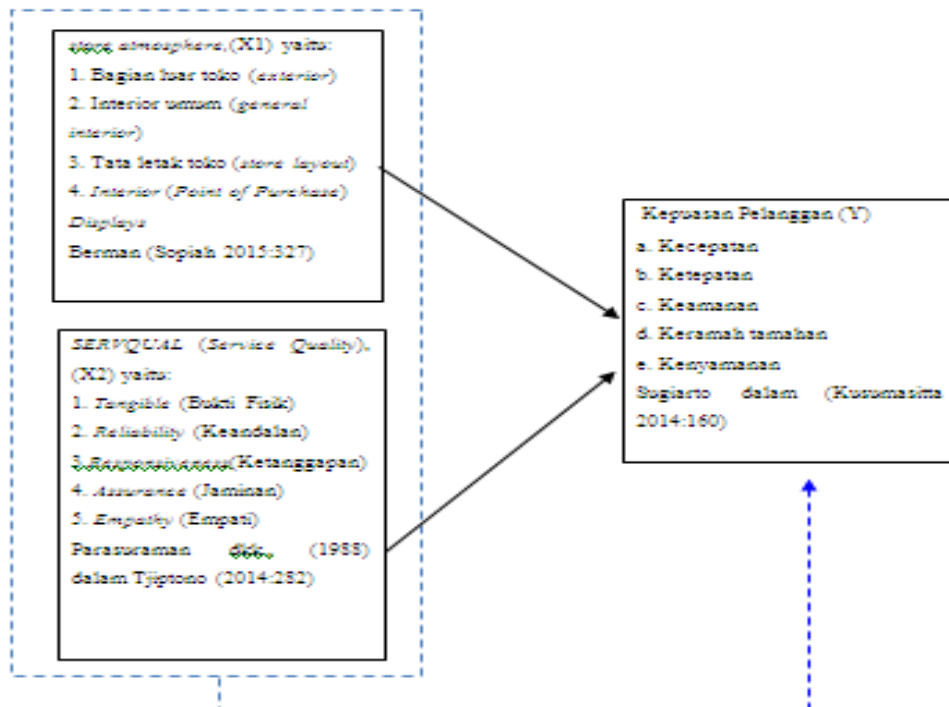 store atmosphere,(X1) yaitu:
1. Bagian luar toko (exterior)
2. Interior umum (general
interior)
3. Tata letak toko (store layout)
4. Interior (Point of Purchase)
Displays
Berman (Sopiah 2015:327)
SERVQUAL (Service Quality),
(X2) yaitu:
1. Tangible (Bukti Fisik)
2. Reliability (Keandalan)
3.Responsiveness(Ketanggapan)
4. Assurance (Jaminan)
5. Empathy (Empati)
Parasuraman dkk., (1988)
dalam Tjiptono (2014:282)
Kepuasan Pelanggan (Y)
a. Kecepatan
b. Ketepatan
c. Keamanan
d. Keramah tamahan
e. Kenyamanan
Sugiarto dalam (Kusumasitta
2014:160)